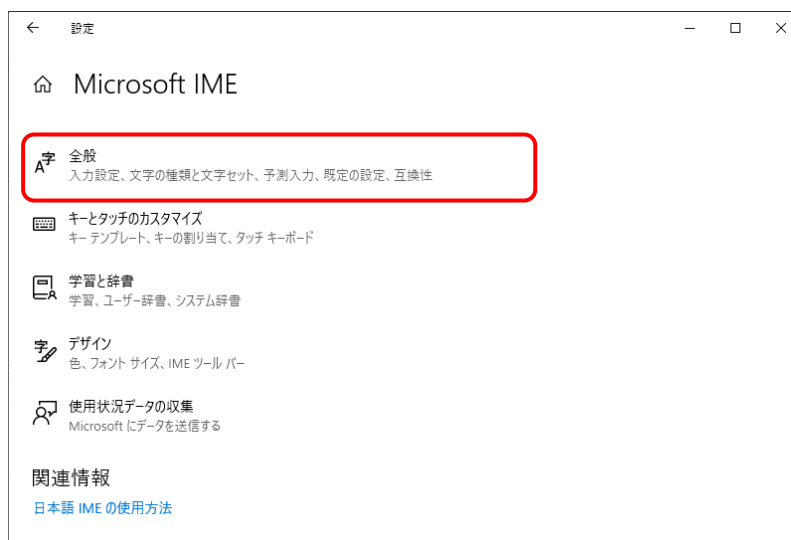 設定
Microsoft IME
全般
入力設定、文字の種類と文字セット、予測入力、既定の設定、互換性
キーとタッチのカスタマイズ
キー テンプレート、キーの割り当て、タッチ キーボード
学習と辞書
学習、ユーザー辞書、システム辞書
デザイン
色、フォント サイズ、IME ツール バー
使用状況データの収集
Microsoft にデータを送信する
関連情報
日本語 IME の使用方法